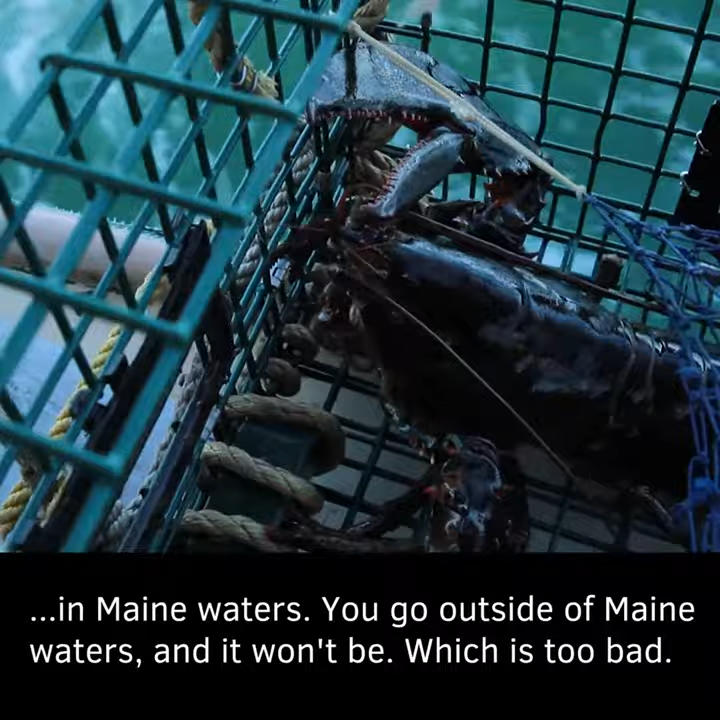 ...in Maine waters. You go outside of Maine
waters, and it won't be. Which is too bad.